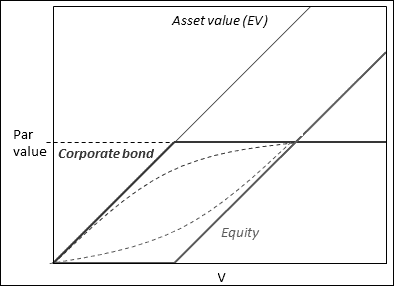 Asset value (EV)
Par
value
Corporate bond
Equity
V